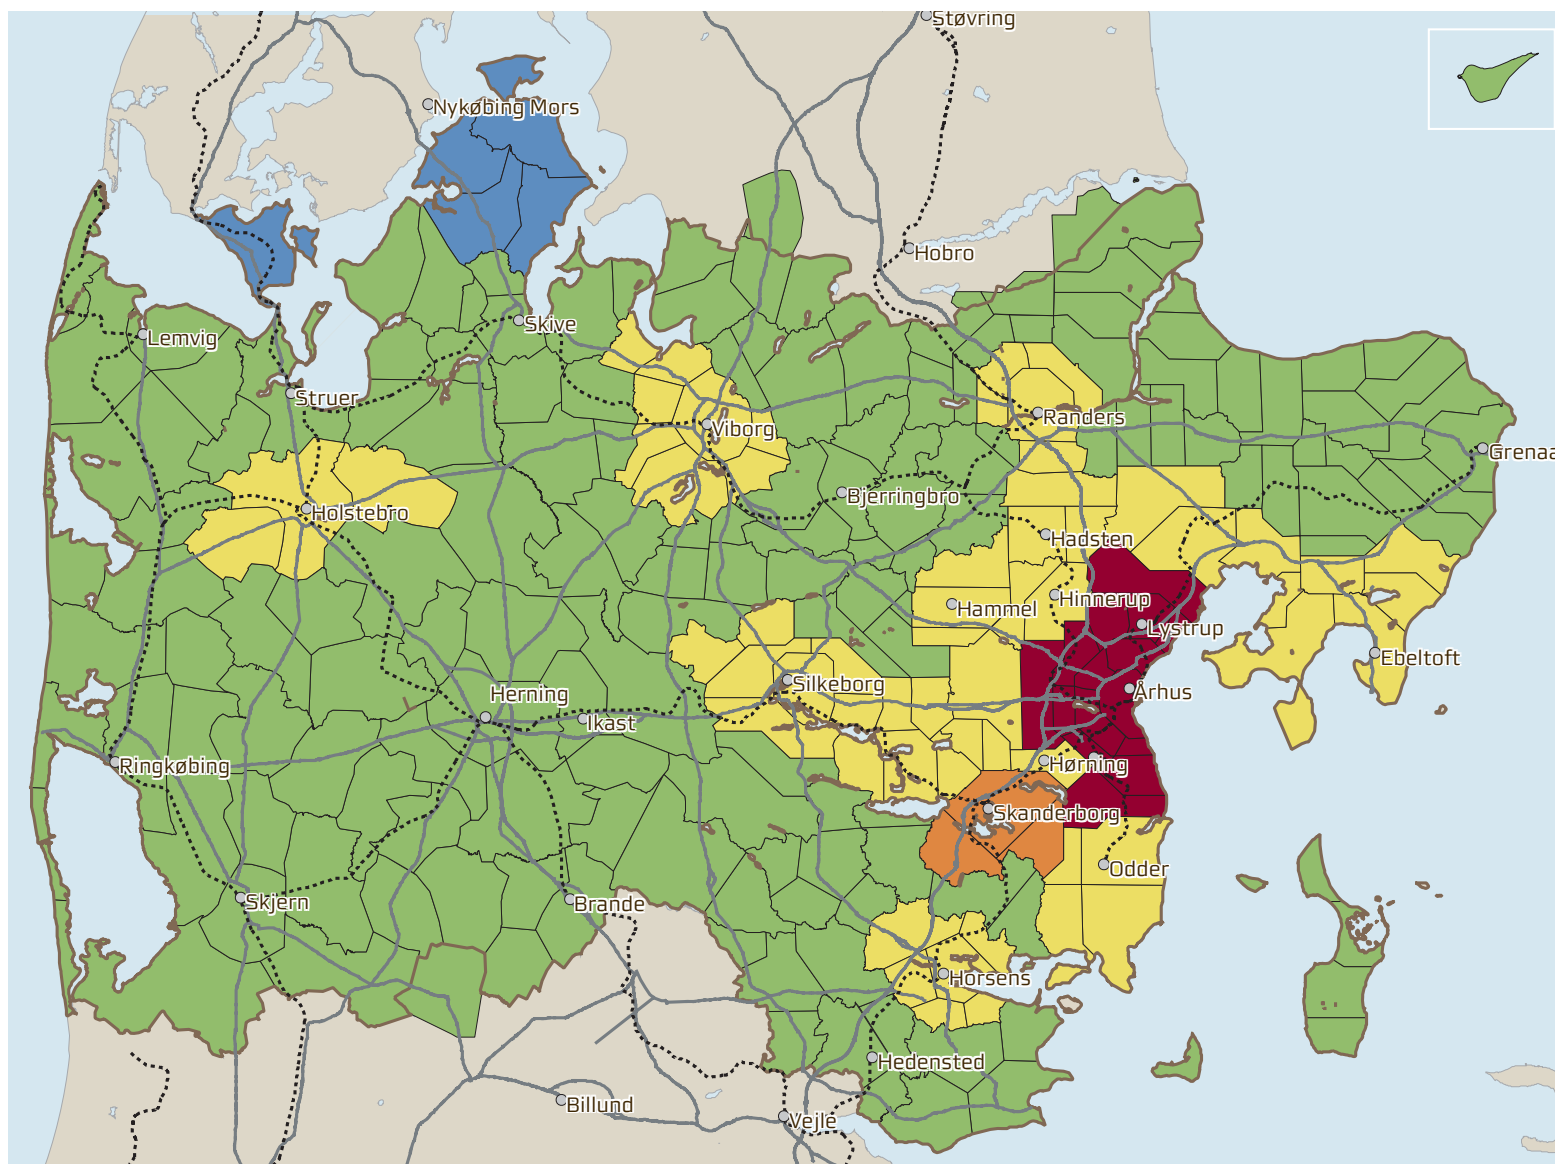 Støvring
Nykøbing Mors
Hobro
Skive
Lemvig
Struer
Randers
Viborg
Grenaa
Bjerringbro
Holstebro
Hadsten
Hinnerup
Hammel
Lystrup
Ebeltoft
Silkeborg
Århus
Herning
Ikast
Ringkøbing
Hørning
Skanderborg
Odder
Skjern
Brande
Horsens
Hedensted
Billund
Vejle